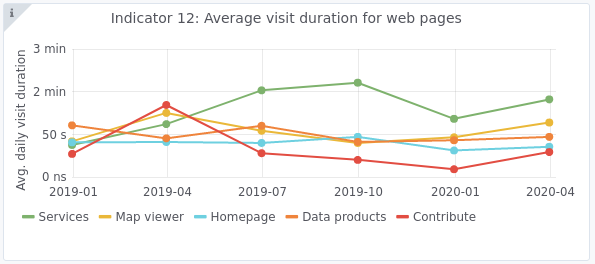 i
Indicator 12: Average visit duration for web pages
Avg. daily visit duration
3 min
2 min
50 s
0 ns
2019-01 2019-04 2019-07 2019-10 2020-01 2020-04
Services Map viewer Homepage Data products Contribute